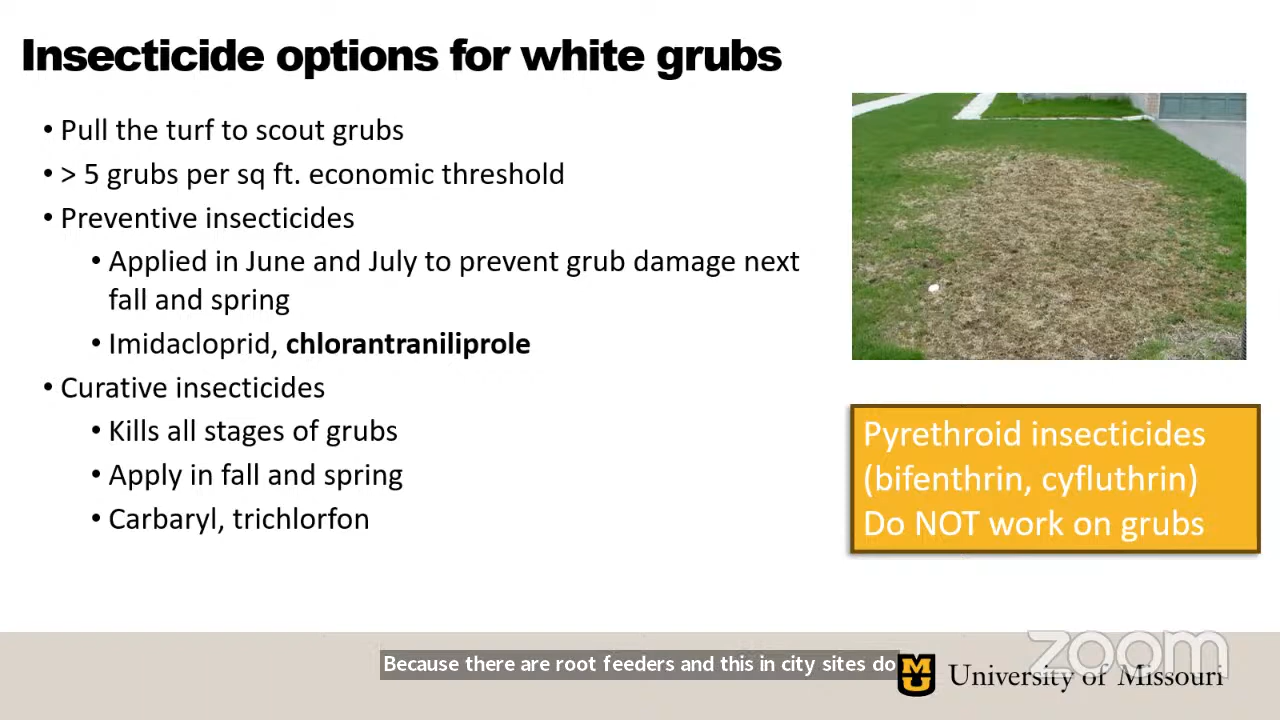 Insecticide options for white grubs
• Pull the turf to scout grubs
• > 5 grubs per sq ft. economic threshold
• Preventive insecticides
• Applied in June and July to prevent grub damage next
fall and spring
• Imidacloprid, chlorantraniliprole
• Curative insecticides
• Kills all stages of grubs
• Apply in fall and spring
• Carbaryl, trichlorfon
Pyrethroid insecticides
(bifenthrin, cyfluthrin)
Do NOT work on grubs
Because there are root feeders and this in city sites do
University of Missouri
zoom